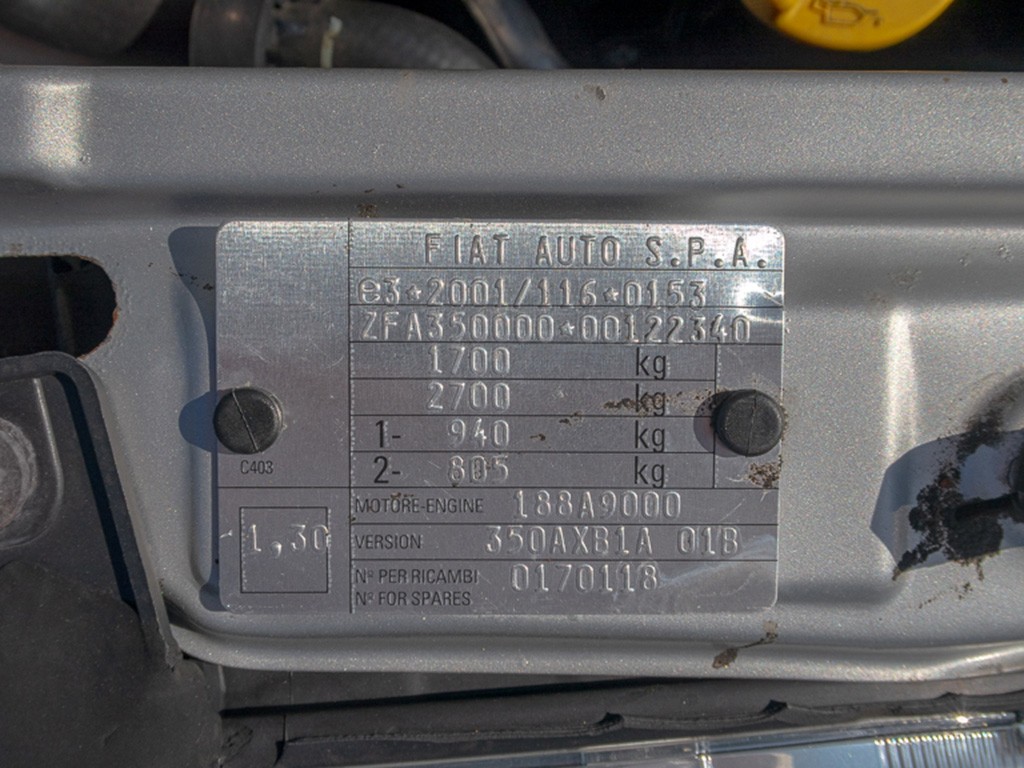 FIAT AUTO S.P.A.
e3*2001/116*0153
ZFA350000*00122340
1700 kg
2700 kg
1- 940 kg
2- 805 kg
C403
MOTORE-ENGINE 188A9000
1,30
VERSION 350AXB1A 01B
Nº PER RICAMBI 0170118
Nº FOR SPARES